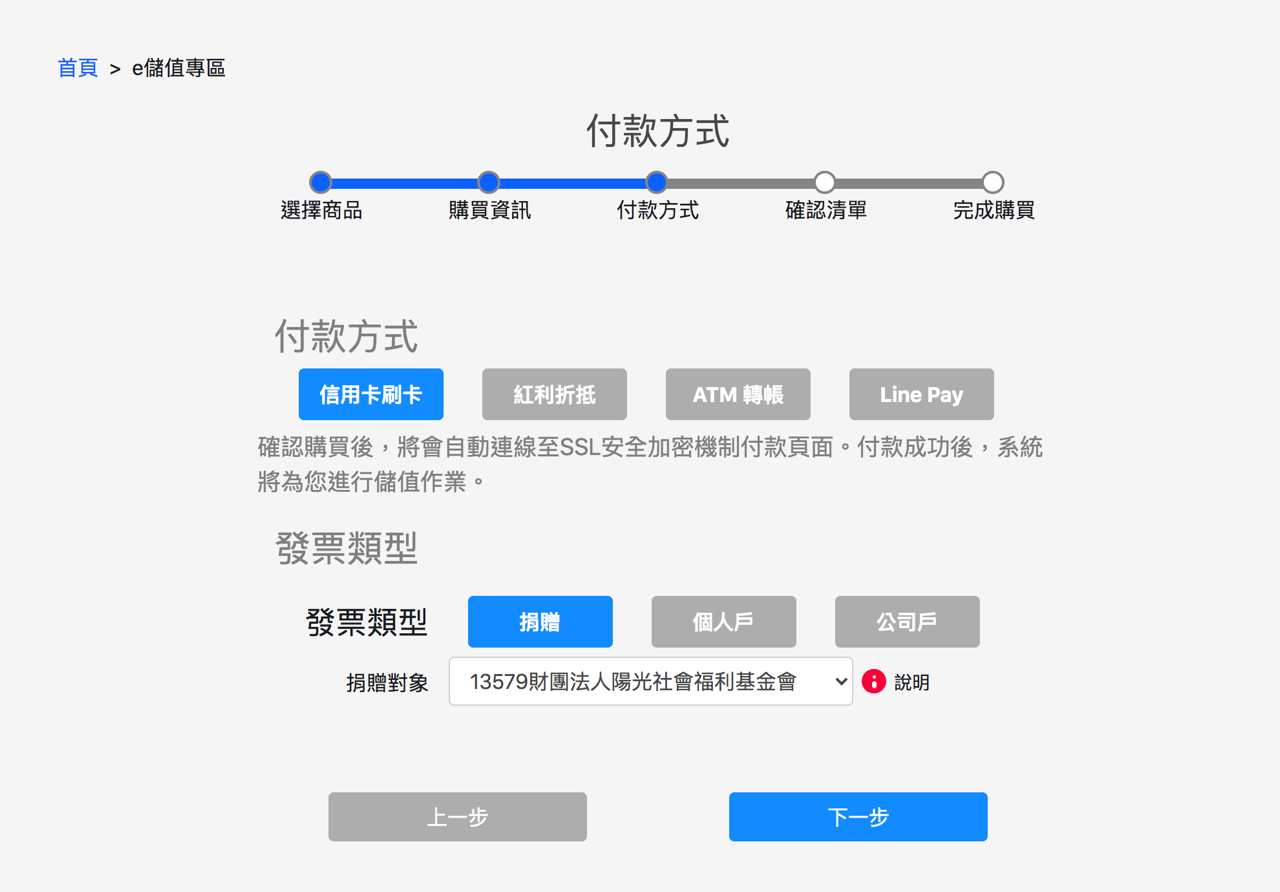 首頁 > e儲值專區
付款方式
選擇商品 購買資訊 付款方式 確認清單 完成購買
付款方式
信用卡刷卡 紅利折抵 ATM 轉帳 Line Pay
確認購買後，將會自動連線至SSL安全加密機制付款頁面。付款成功後，系統
將為您進行儲值作業。
發票類型
發票類型 捐贈 個人戶 公司戶
捐贈對象 13579財團法人陽光社會福利基金會 說明
上一步 下一步